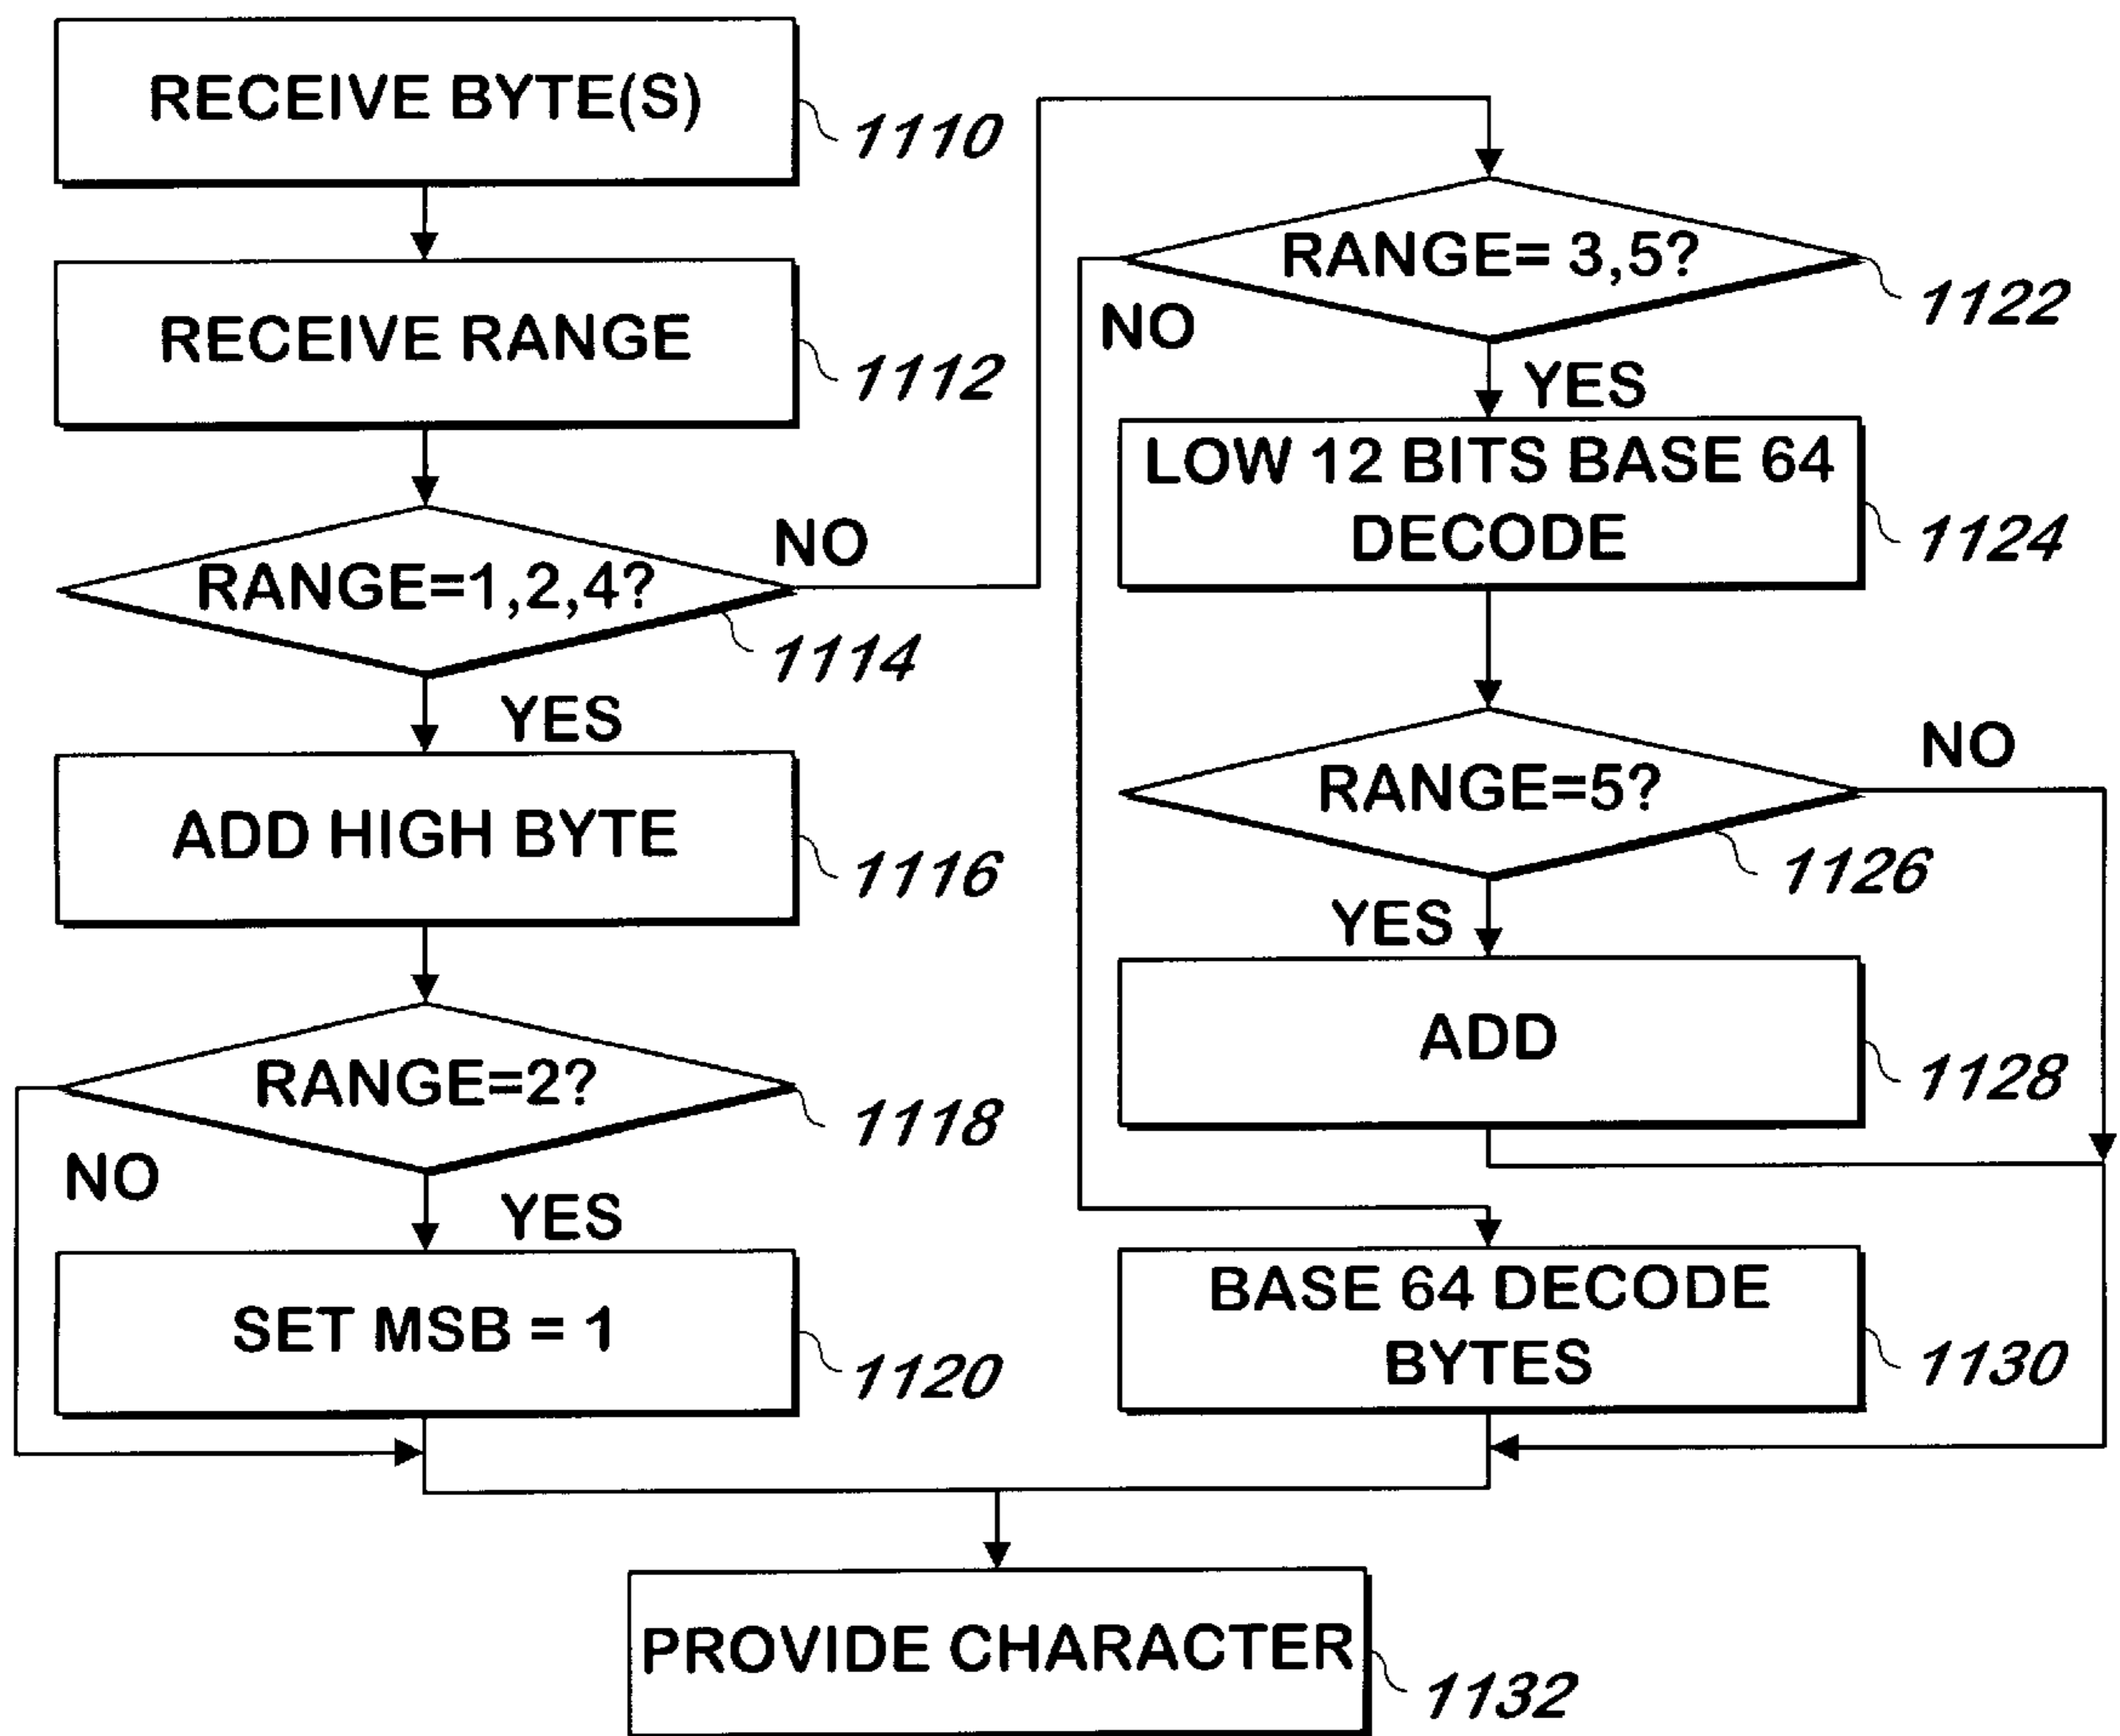 RECEIVE BYTE(S)
1110
RECEIVE RANGE
1112
RANGE=1,2,4?
NO
1114
YES
ADD HIGH BYTE
1116
RANGE=2?
1118
NO
YES
SET MSB = 1
1120
RANGE= 3,5?
1122
NO
YES
LOW 12 BITS BASE 64
DECODE
1124
RANGE=5?
NO
1126
YES
ADD
1128
BASE 64 DECODE
BYTES
1130
PROVIDE CHARACTER
1132